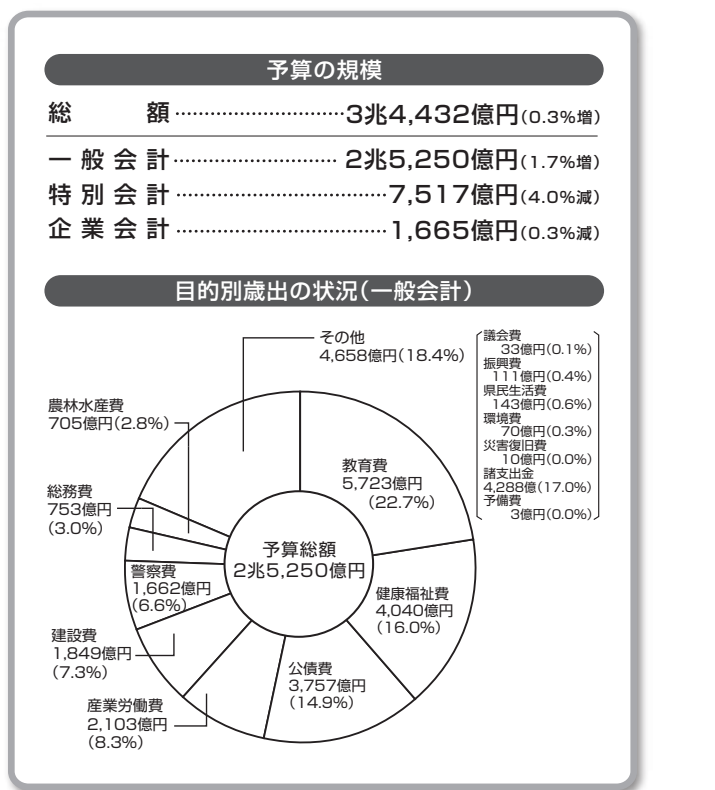 予算の規模
総額…………………………3兆4,432億円(0.3%増)
一般会計…………………………2兆5,250億円(1.7%増)
特別会計…………………………7,517億円(4.0%減)
企業会計…………………………1,665億円(0.3%減)
目的別歳出の状況(一般会計)
その他
4,658億円(18.4%)
議会費
33億円(0.1%)
振興費
111億円(0.4%)
県民生活費
143億円(0.6%)
環境費
70億円(0.3%)
災害復旧費
10億円(0.0%)
諸支出金
4,288億(17.0%)
予備費
3億円(0.0%)
農林水産費
705億円(2.8%)
総務費
753億円
(3.0%)
警察費
1,662億円
(6.6%)
建設費
1,849億円
(7.3%)
産業労働費
2,103億円
(8.3%)
公債費
3,757億円
(14.9%)
健康福祉費
4,040億円
(16.0%)
教育費
5,723億円
(22.7%)
予算総額
2兆5,250億円